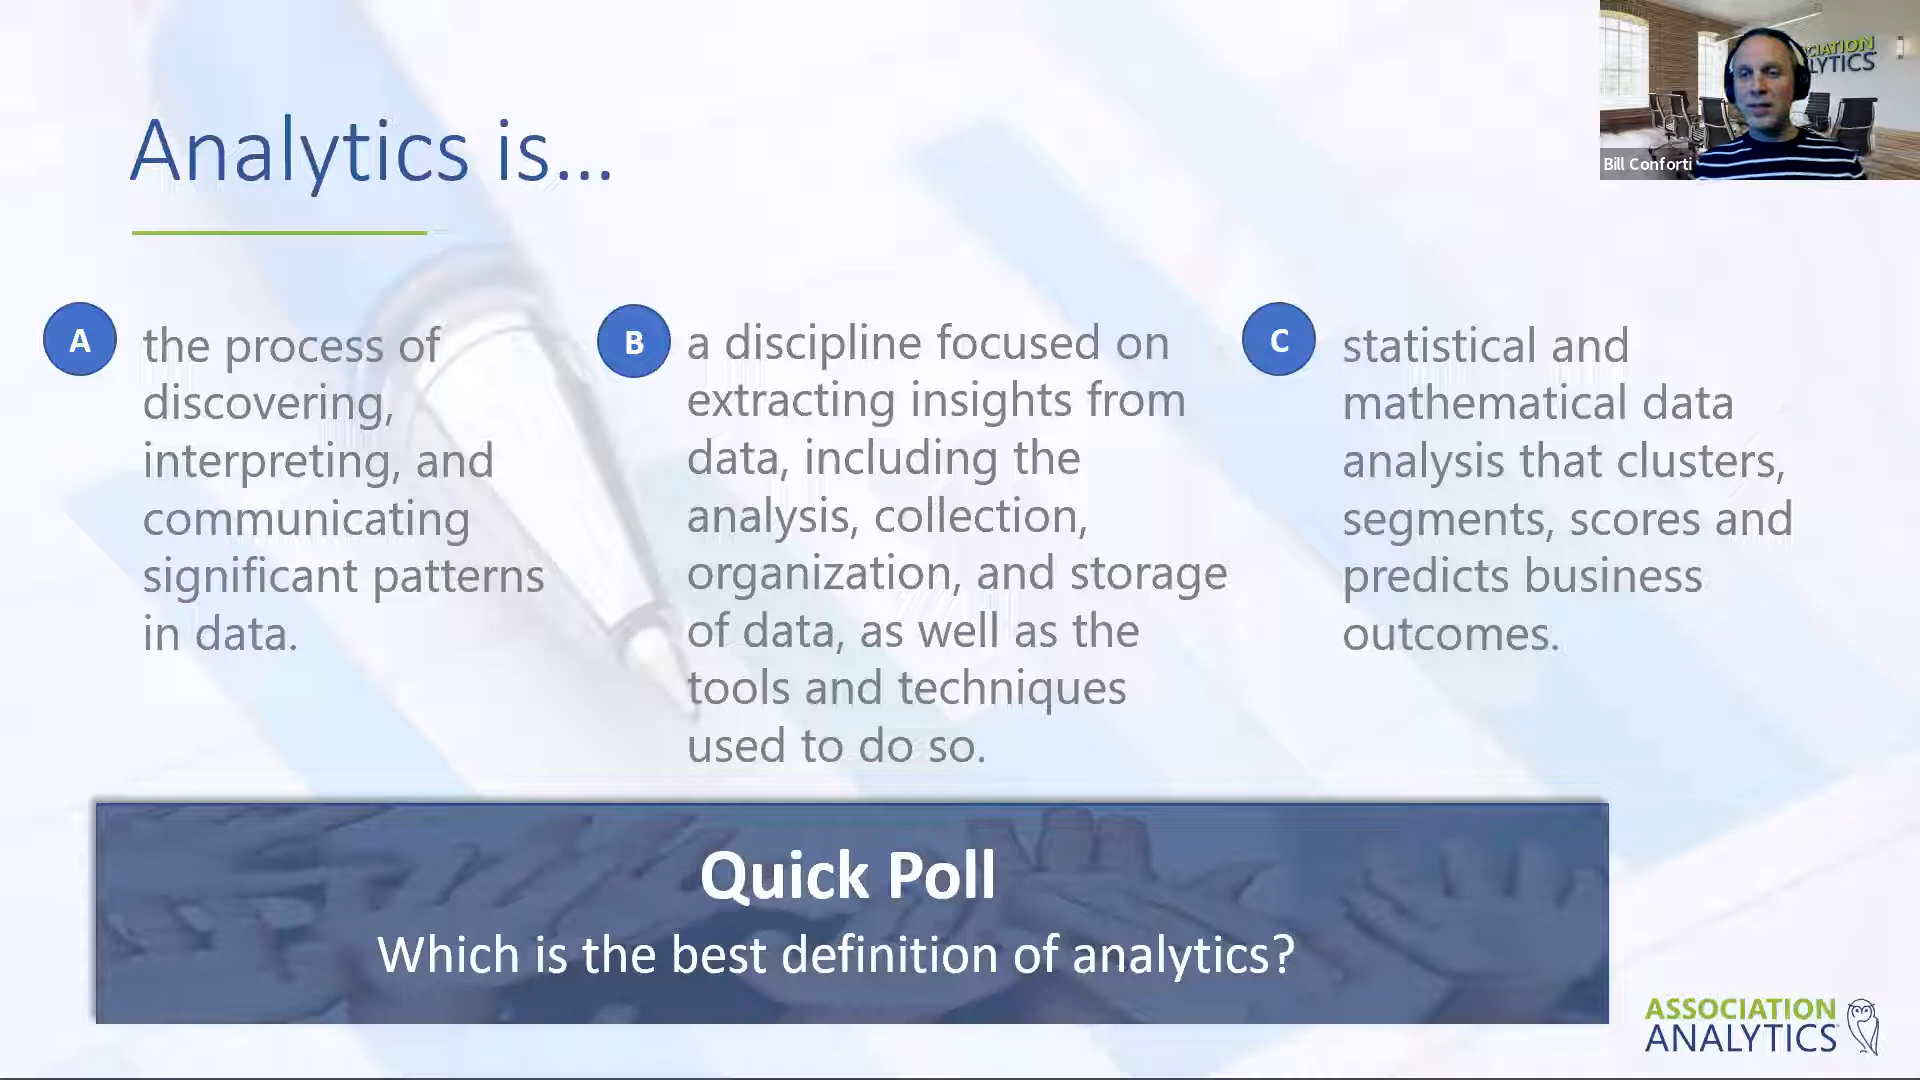 Analytics is...
A
the process of
discovering,
interpreting, and
communicating
significant patterns
in data.
B
a discipline focused on
extracting insights from
data, including the
analysis, collection,
organization, and storage
of data, as well as the
tools and techniques
used to do so.
C
statistical and
mathematical data
analysis that clusters,
segments, scores and
predicts business
outcomes.
Quick Poll
Which is the best definition of analytics?
CIATION
LYTICS
Bill Conforti
ASSOCIATION
ANALYTICS